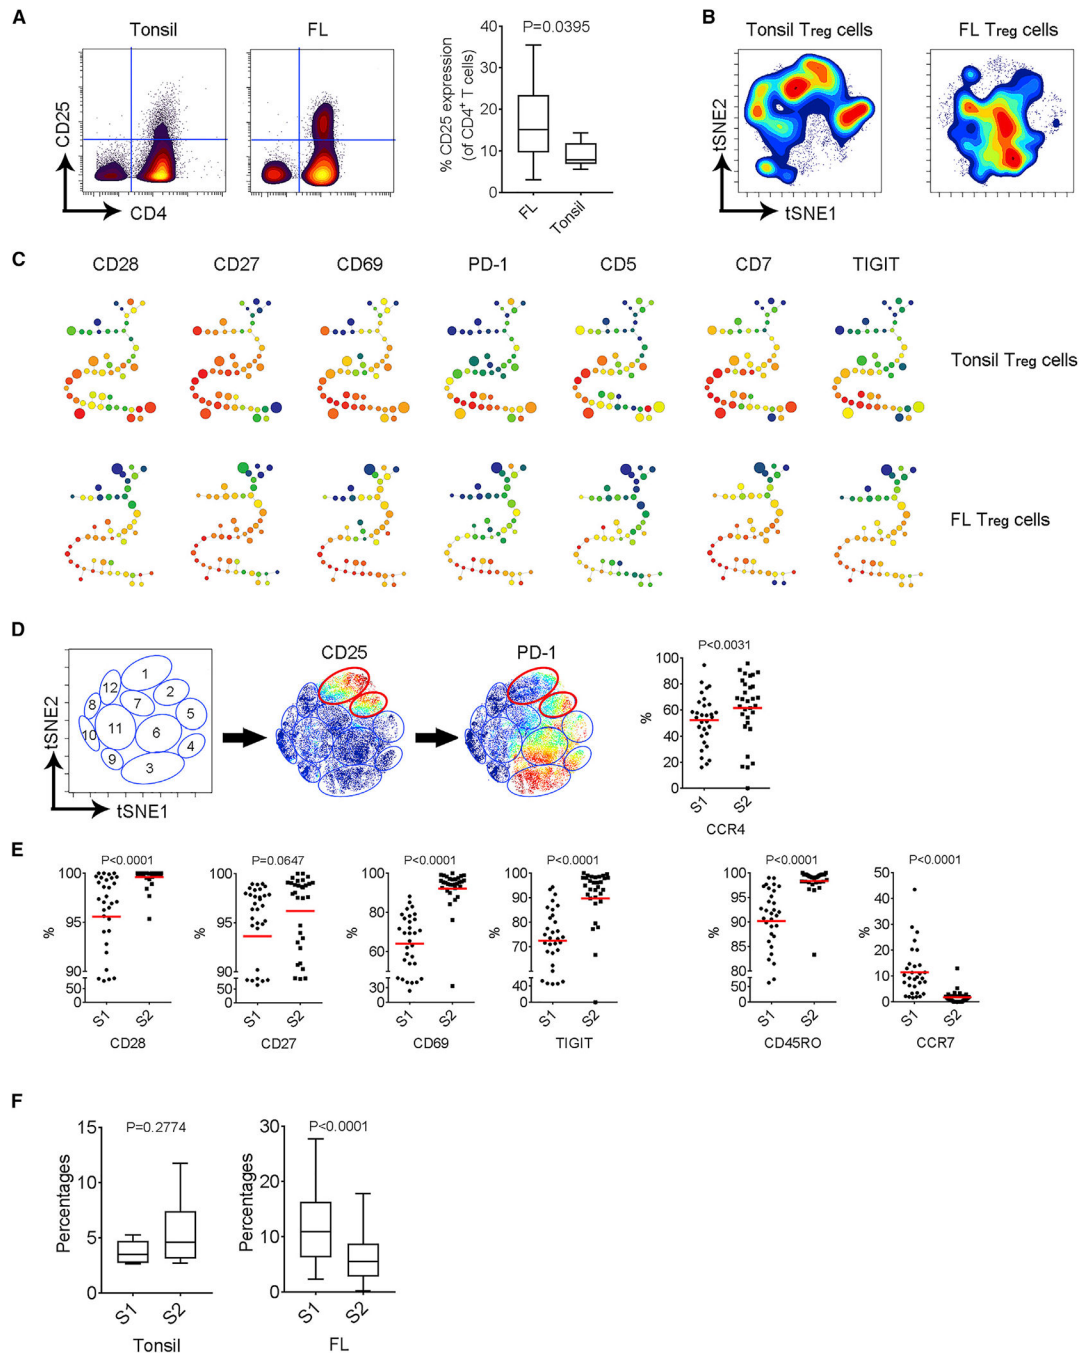 A
Tonsil
FL
CD25
CD4
P=0.0395
% CD25 expression
(of CD4+ T cells)
40
30
20
10
0
FL
Tonsil
B
Tonsil Treg cells
FL Treg cells
tSNE2
tSNE1
C
CD28
CD27
CD69
PD-1
CD5
CD7
TIGIT
Tonsil Treg cells
FL Treg cells
D
tSNE2
tSNE1
1
12
2
8
7
5
10
11
6
4
9
3
CD25
PD-1
P<0.0031
%
100
80
60
40
20
0
S1
S2
CCR4
E
P<0.0001
%
100
95
90
50
0
S1
S2
CD28
P=0.0647
%
100
95
90
50
0
S1
S2
CD27
P<0.0001
%
100
80
60
30
0
S1
S2
CD69
P<0.0001
%
100
90
80
70
40
0
S1
S2
TIGIT
P<0.0001
%
100
95
90
85
80
50
0
S1
S2
CD45RO
P<0.0001
%
50
40
30
20
10
0
S1
S2
CCR7
F
P=0.2774
Percentages
15
10
5
0
S1
S2
Tonsil
P<0.0001
Percentages
30
20
10
0
S1
S2
FL